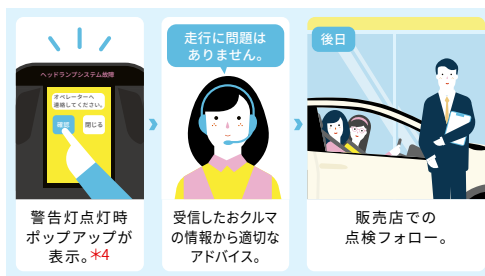 ヘッドランプシステム故障
オペレーターへ
連絡してください。
確認
閉じる
警告灯点灯時
ポップアップが
表示。*4
走行に問題は
ありません。
受信したおクルマ
の情報から適切な
アドバイス。
後日
販売店での
点検フォロー。